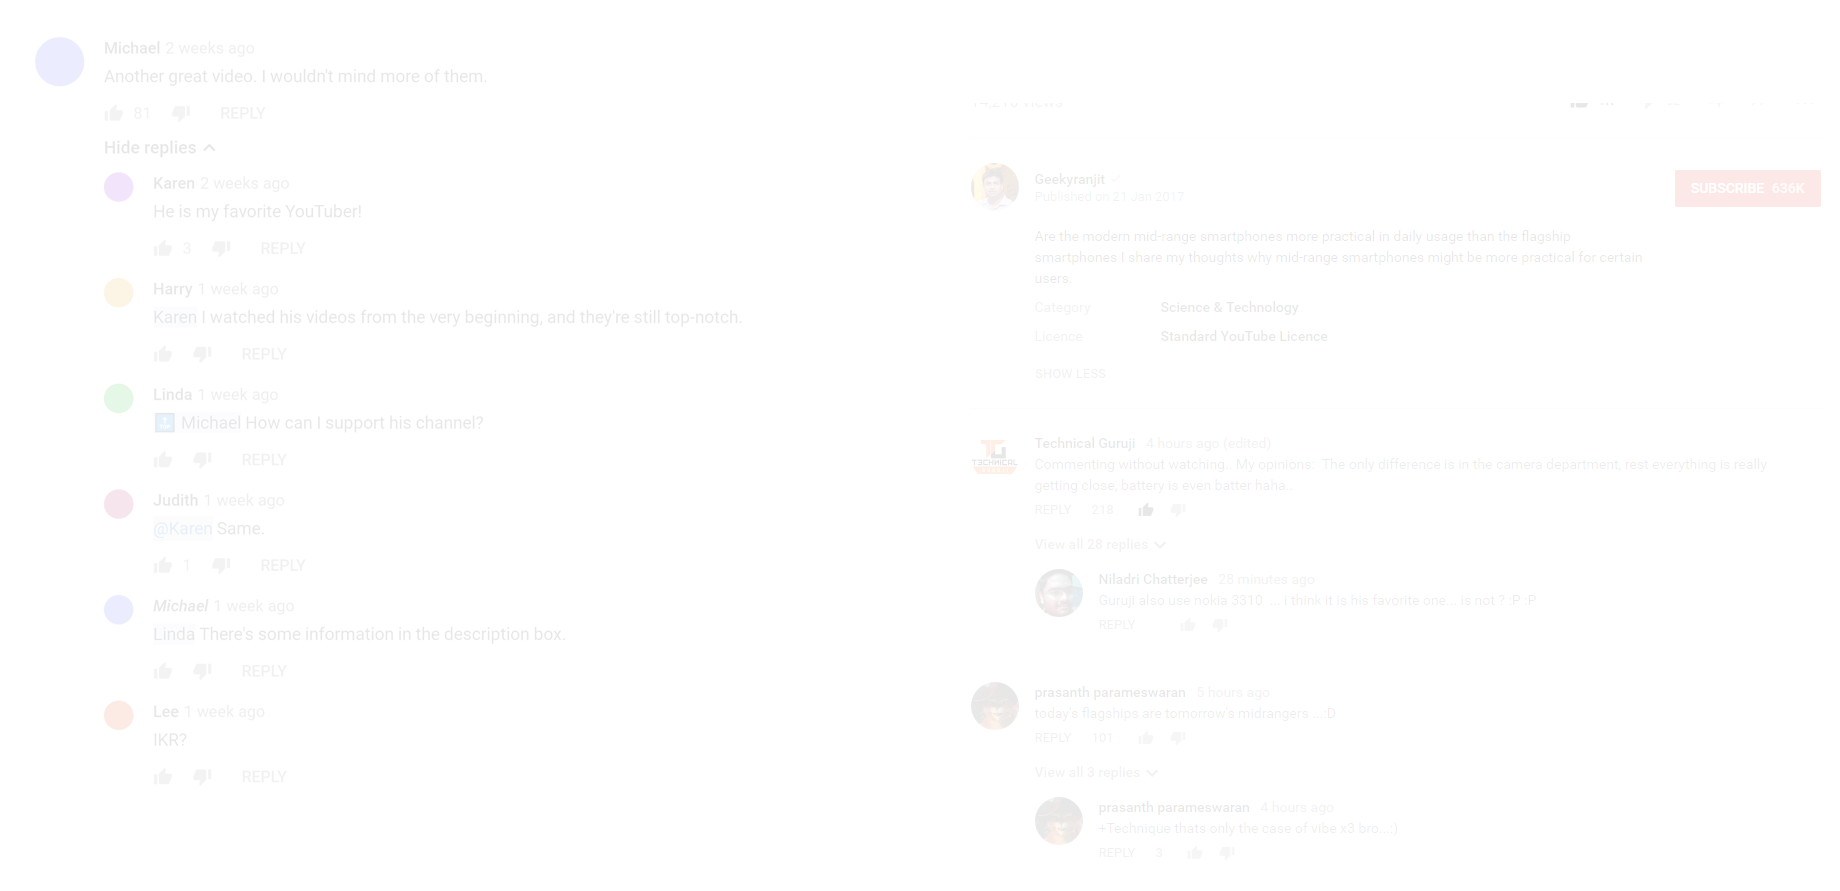 Michael 2 weeks ago
Another great video. I wouldn't mind more of them.
81 REPLY
Hide replies
Karen 2 weeks ago
He is my favorite YouTuber!
3 REPLY
Harry 1 week ago
Karen I watched his videos from the very beginning, and they're still top-notch.
REPLY
Linda 1 week ago
Michael How can I support his channel?
REPLY
Judith 1 week ago
@Karen Same.
1 REPLY
Michael 1 week ago
Linda There's some information in the description box.
REPLY
Lee 1 week ago
IKR?
REPLY
views
Geekyranjit
Published on 21 Jan 2017
SUBSCRIBE 636K
Are the modern mid-range smartphones more practical in daily usage than the flagship
smartphones I share my thoughts why mid-range smartphones might be more practical for certain
users.
Category Science & Technology
Licence Standard YouTube Licence
SHOW LESS
TECHNICAL
Technical Guruji 4 hours ago (edited)
Commenting without watching.. My opinions: The only difference is in the camera department, rest everything is really
getting close, battery is even batter haha..
REPLY 218
View all 28 replies
Niladri Chatterjee 28 minutes ago
Guruji also use nokia 3310 ... i think it is his favorite one... is not ? :P :P
REPLY
prasanth parameswaran 5 hours ago
today's flagships are tomorrow's midrangers ...:D
REPLY 101
View all 3 replies
prasanth parameswaran 4 hours ago
+Technique thats only the case of vibe x3 bro...:)
REPLY 3